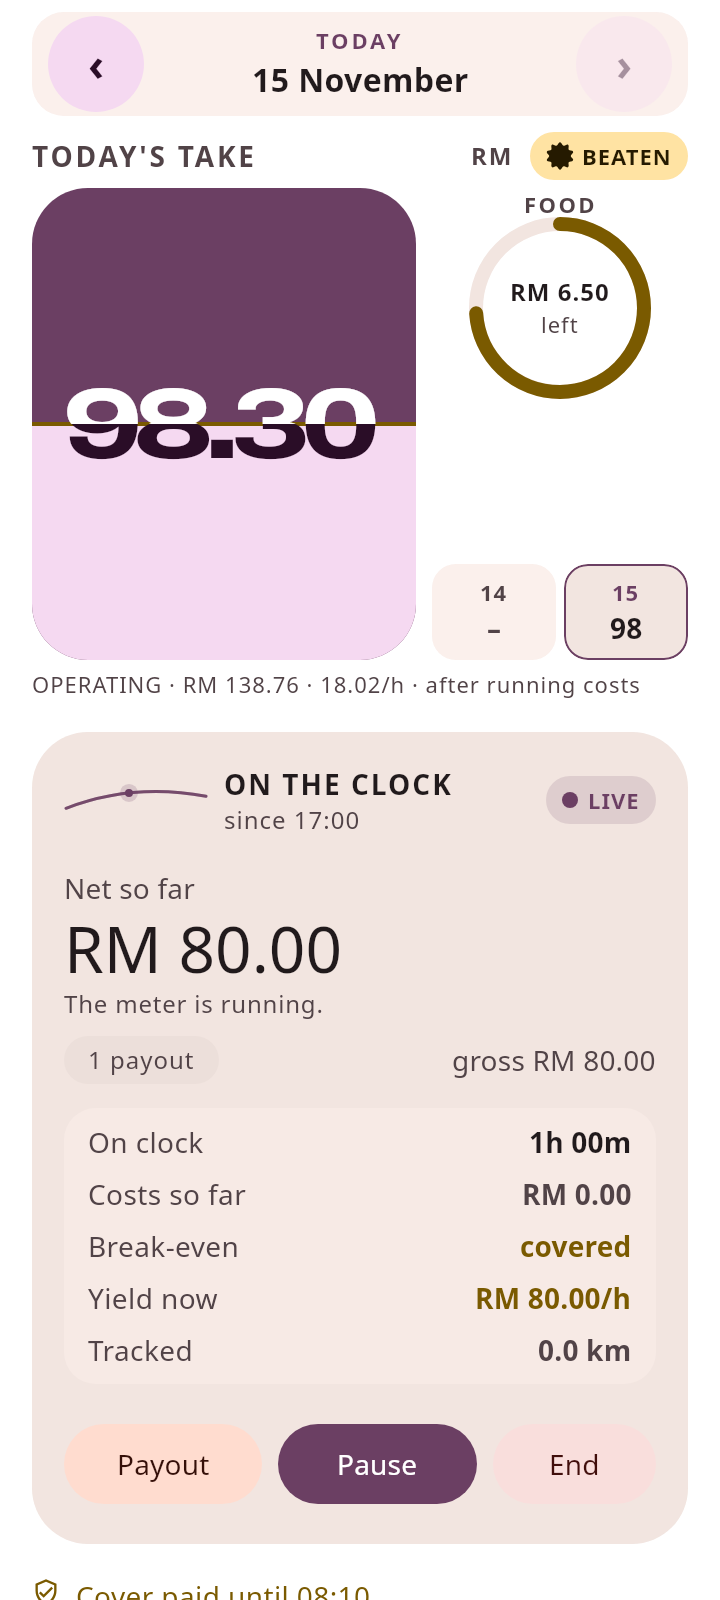 ‹
TODAY
15 November
›
TODAY'S TAKE
RM
BEATEN
FOOD
RM 6.50
left
98.30
14
–
15
98
OPERATING · RM 138.76 · 18.02/h · after running costs
ON THE CLOCK
since 17:00
LIVE
Net so far
RM 80.00
The meter is running.
1 payout
gross RM 80.00
On clock 1h 00m
Costs so far RM 0.00
Break-even covered
Yield now RM 80.00/h
Tracked 0.0 km
Payout
Pause
End
Cover paid until 08:10